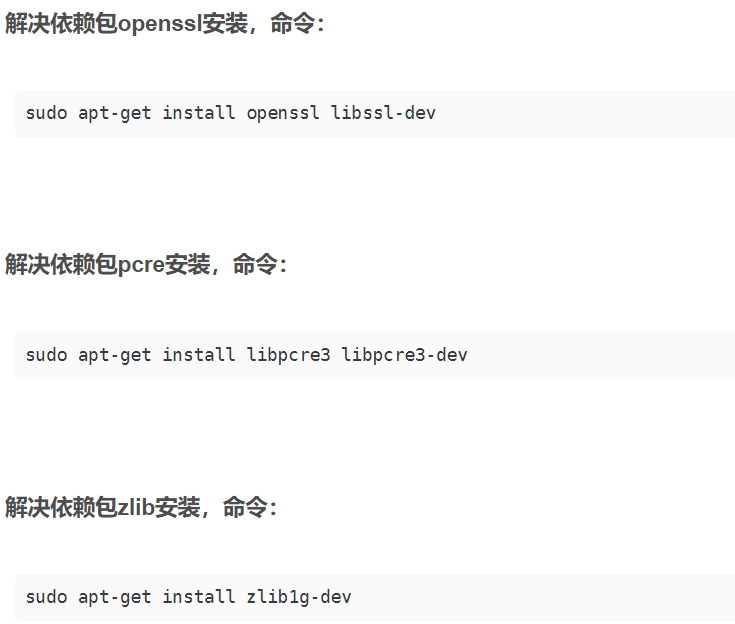 解决依赖包openssl安装，命令：
sudo apt-get install openssl libssl-dev
解决依赖包pcre安装，命令：
sudo apt-get install libpcre3 libpcre3-dev
解决依赖包zlib安装，命令：
sudo apt-get install zlib1g-dev